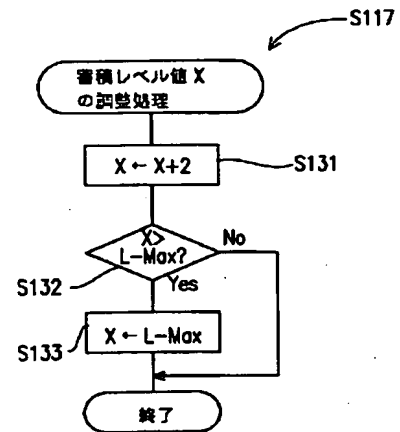 S117
蓄積レベル値 X
の調整処理
X ← X+2
S131
X>
L-Max?
No
S132
Yes
X ← L-Max
S133
終了